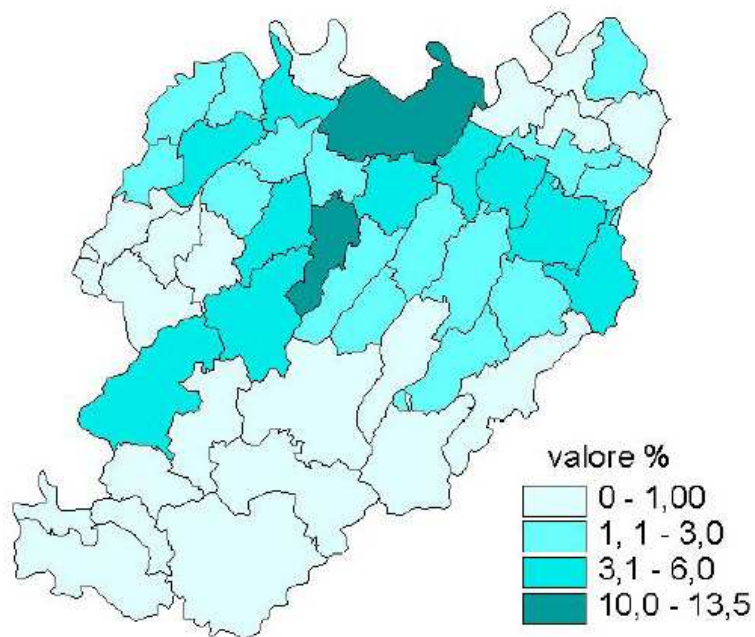 valore %
0 - 1,00
1, 1 - 3,0
3,1 - 6,0
10,0 - 13,5